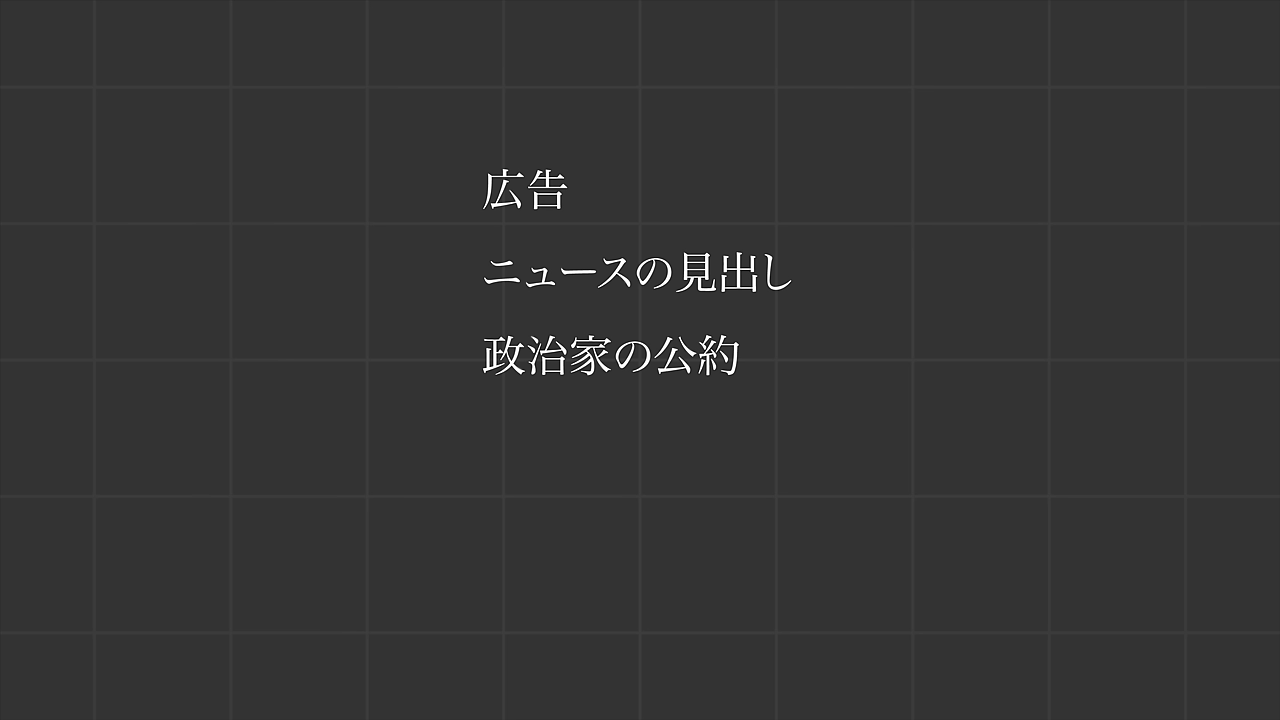 広告
ニュースの見出し
政治家の公約